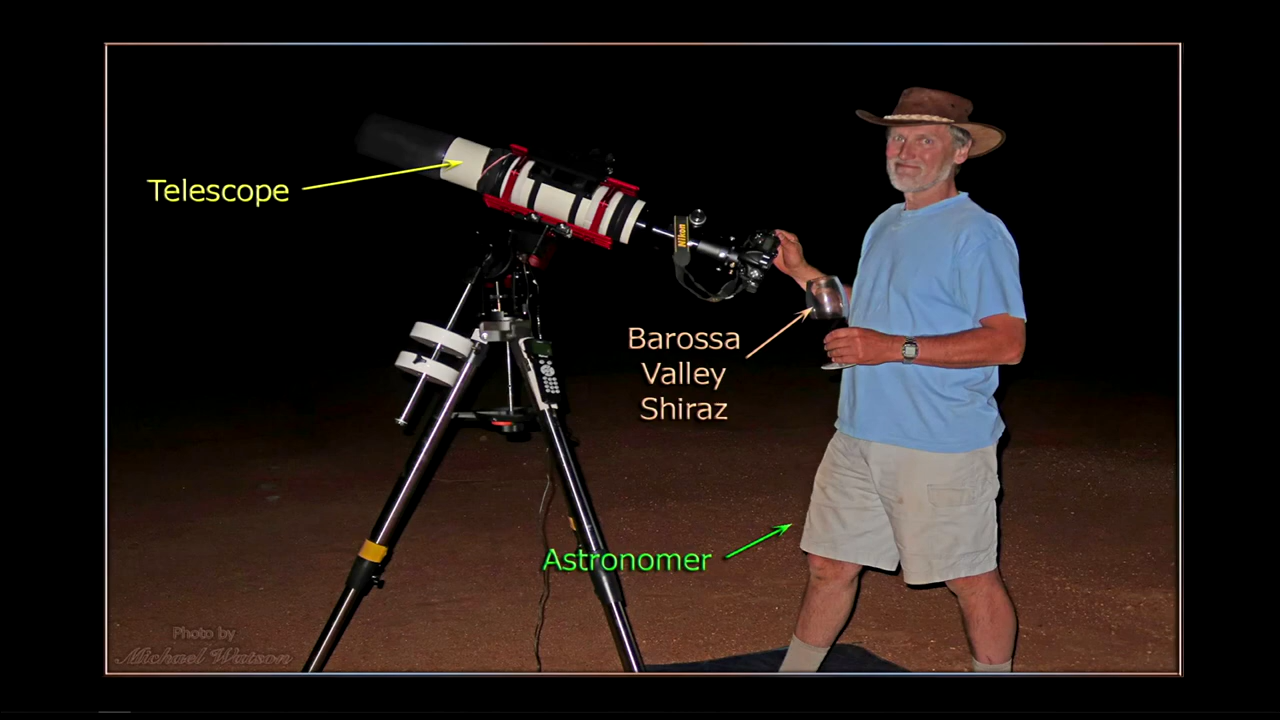 Telescope
Nikon
Barossa
Valley
Shiraz
Astronomer
Photo by
Michael Watson